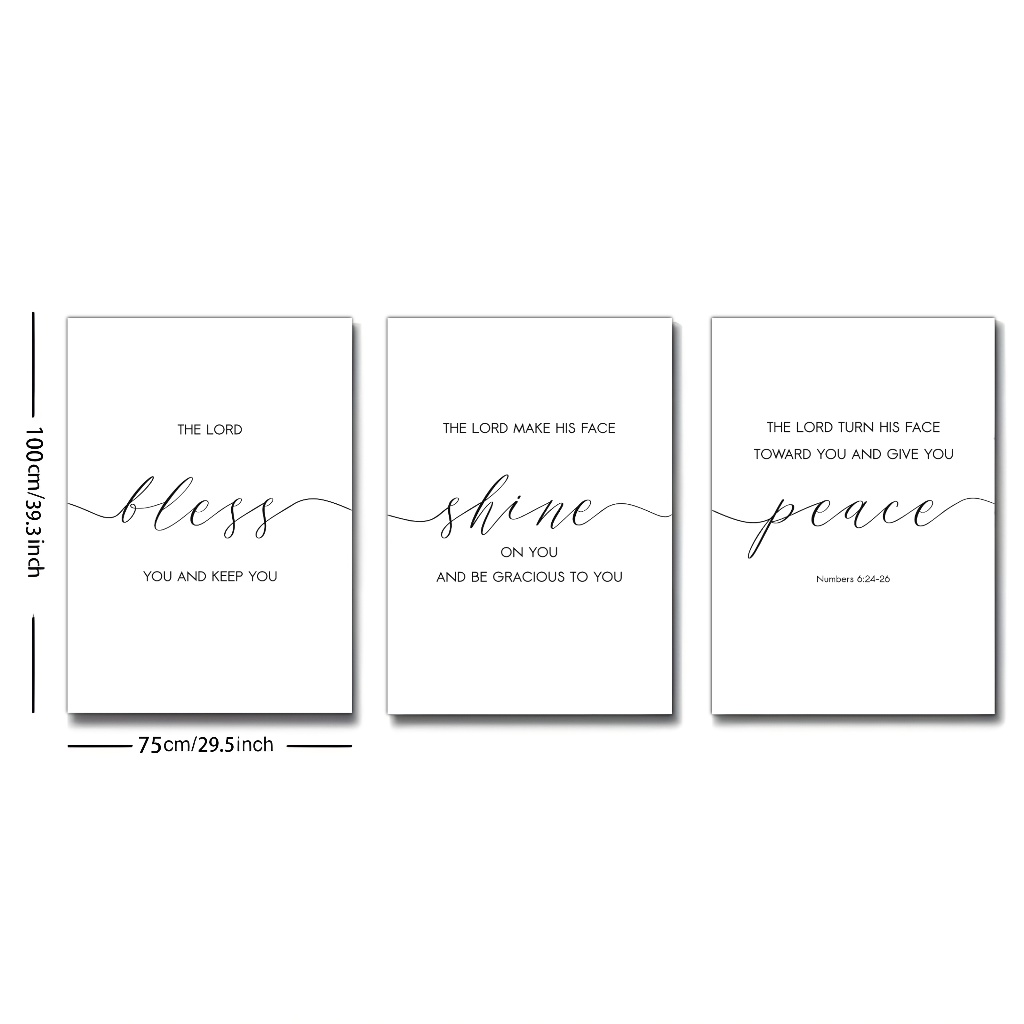 100cm/39.3inch
THE LORD
bless
YOU AND KEEP YOU
75cm/29.5inch
THE LORD MAKE HIS FACE
shine
ON YOU
AND BE GRACIOUS TO YOU
THE LORD TURN HIS FACE
TOWARD YOU AND GIVE YOU
peace
Numbers 6:24-26